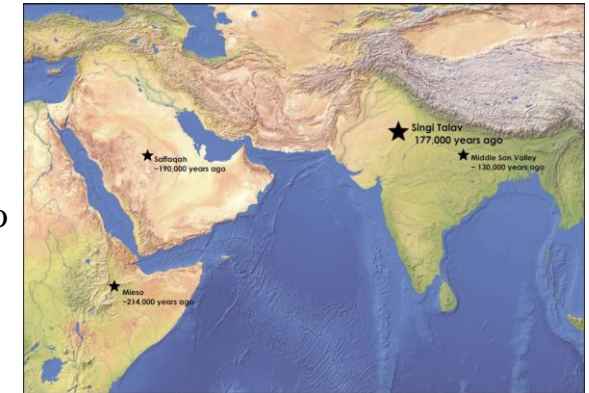 Singi Talav
177,000 years ago
Saffaqah
~190,000 years ago
Middle Son Valley
~ 130,000 years ago
o
Mieso
~214,000 years ago